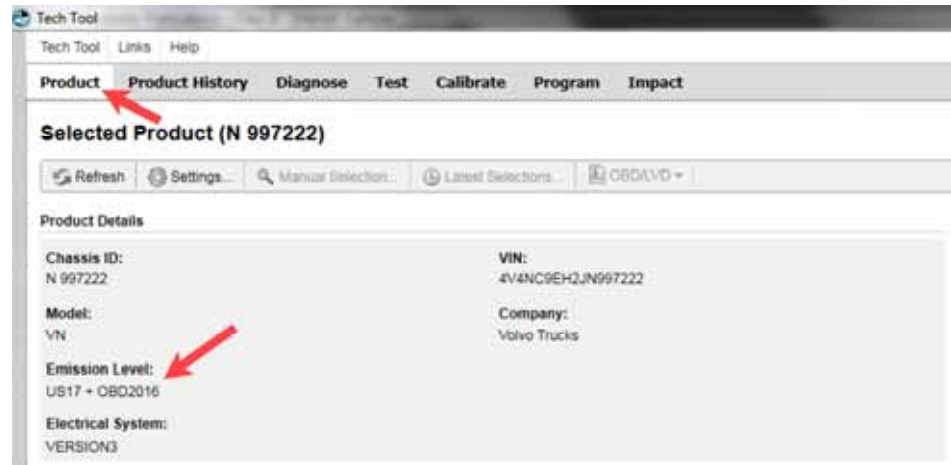 Tech Tool
Tech Tool Links Help
Product Product History Diagnose Test Calibrate Program Impact
Selected Product (N 997222)
Refresh Settings... Manual Selection... Latest Selections... OBD/LVD
Product Details
Chassis ID: VIN:
N 997222 4V4NC9EH2JN997222
Model: Company:
VN Volvo Trucks
Emission Level:
US17 + OBD2016
Electrical System:
VERSION3